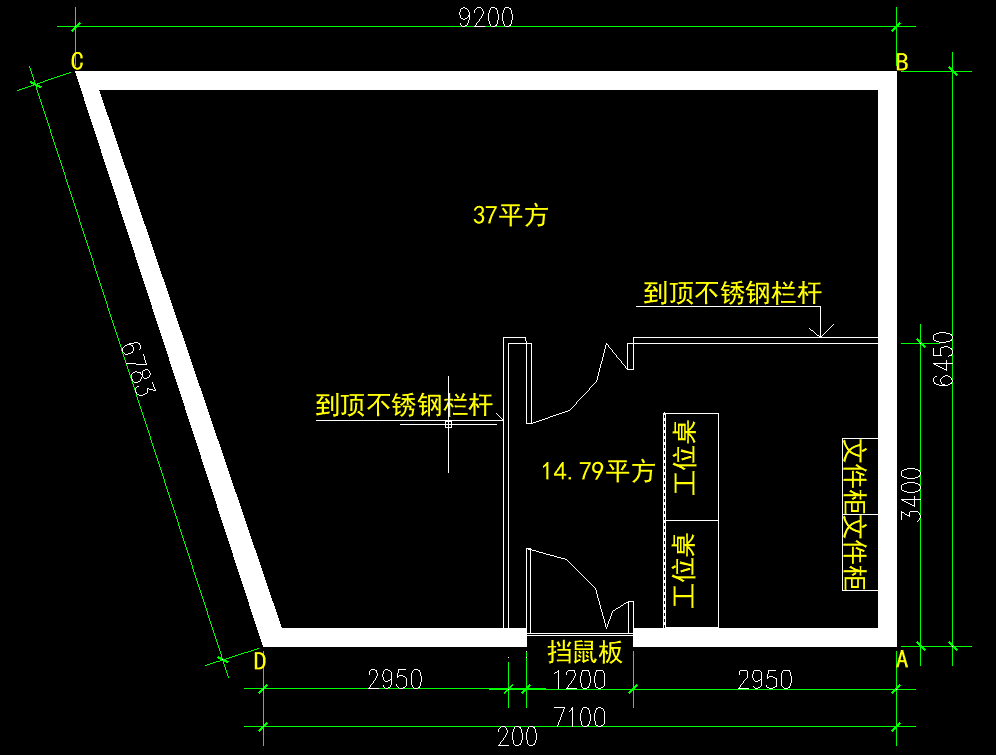 9200
C
B
37平方
到顶不锈钢栏杆
6783
6450
到顶不锈钢栏杆
工位桌
14.79平方
文件柜
3400
工位桌
文件柜
挡鼠板
D
A
2950
1200
2950
7100
200